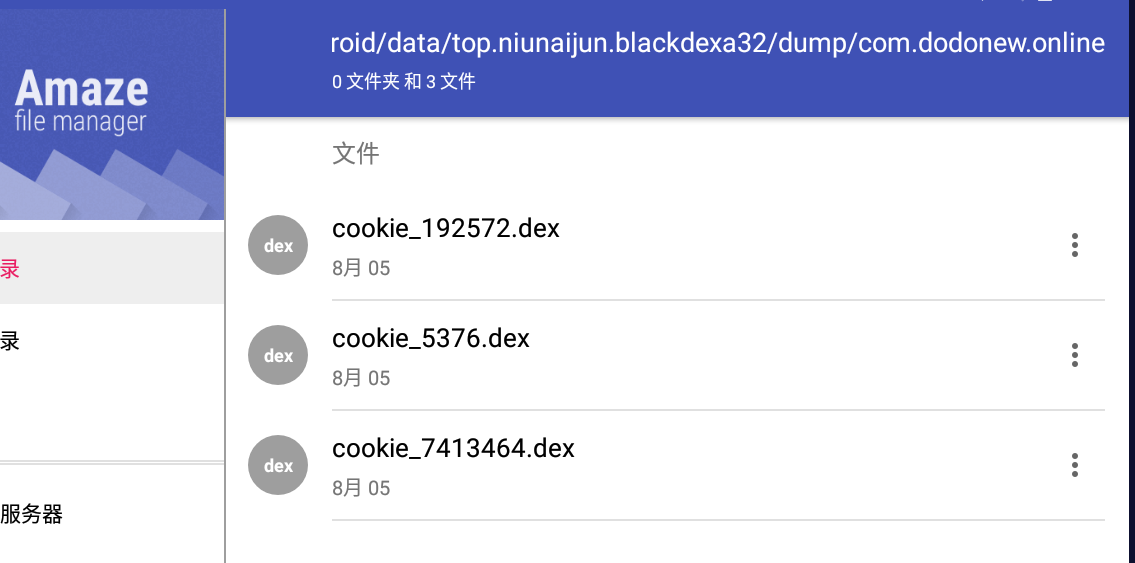 Amaze
file manager
录
录
服务器
roid/data/top.niunaijun.blackdexa32/dump/com.dodonew.online
0 文件夹 和 3 文件
文件
dex
cookie_192572.dex
8月 05
dex
cookie_5376.dex
8月 05
dex
cookie_7413464.dex
8月 05